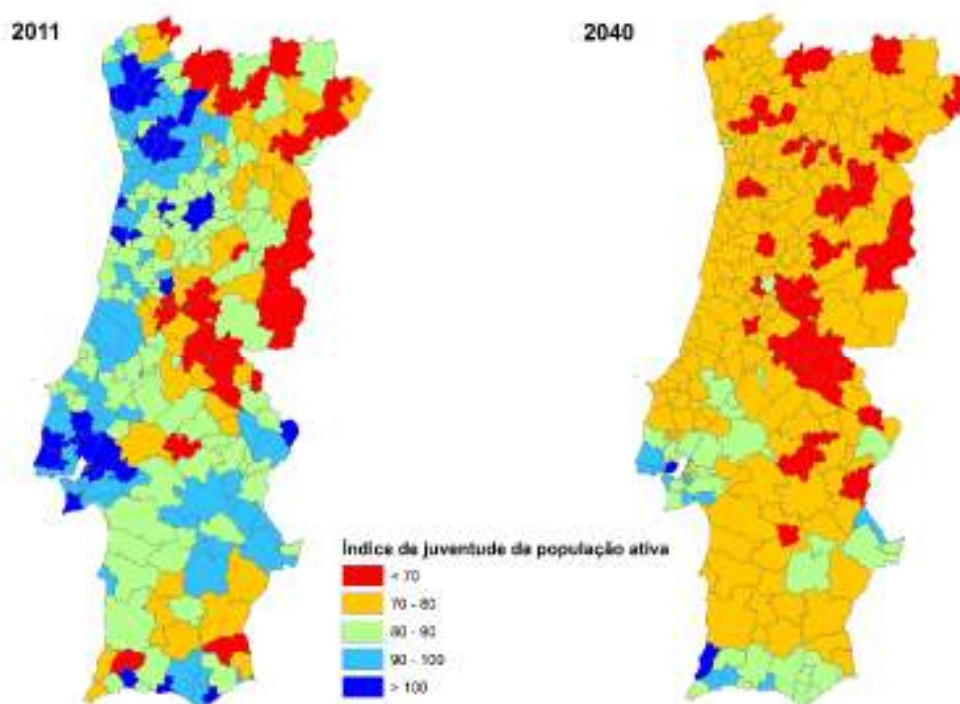 2011
2040
Índice de juventude da população ativa
< 70
70 - 80
80 - 90
90 - 100
> 100